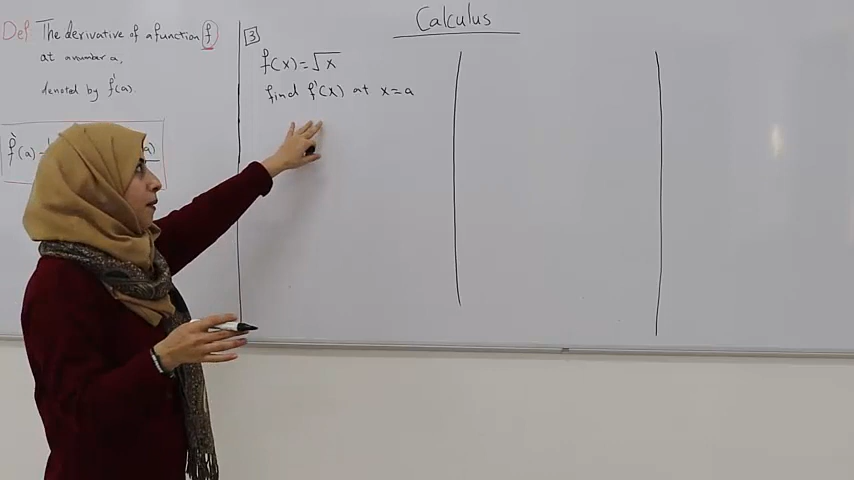 Calculus
Def: The derivative of a function f
at a number a,
denoted by f'(a).
f'(a) = a)
3
f(x) = √x
find f'(x) at x=a